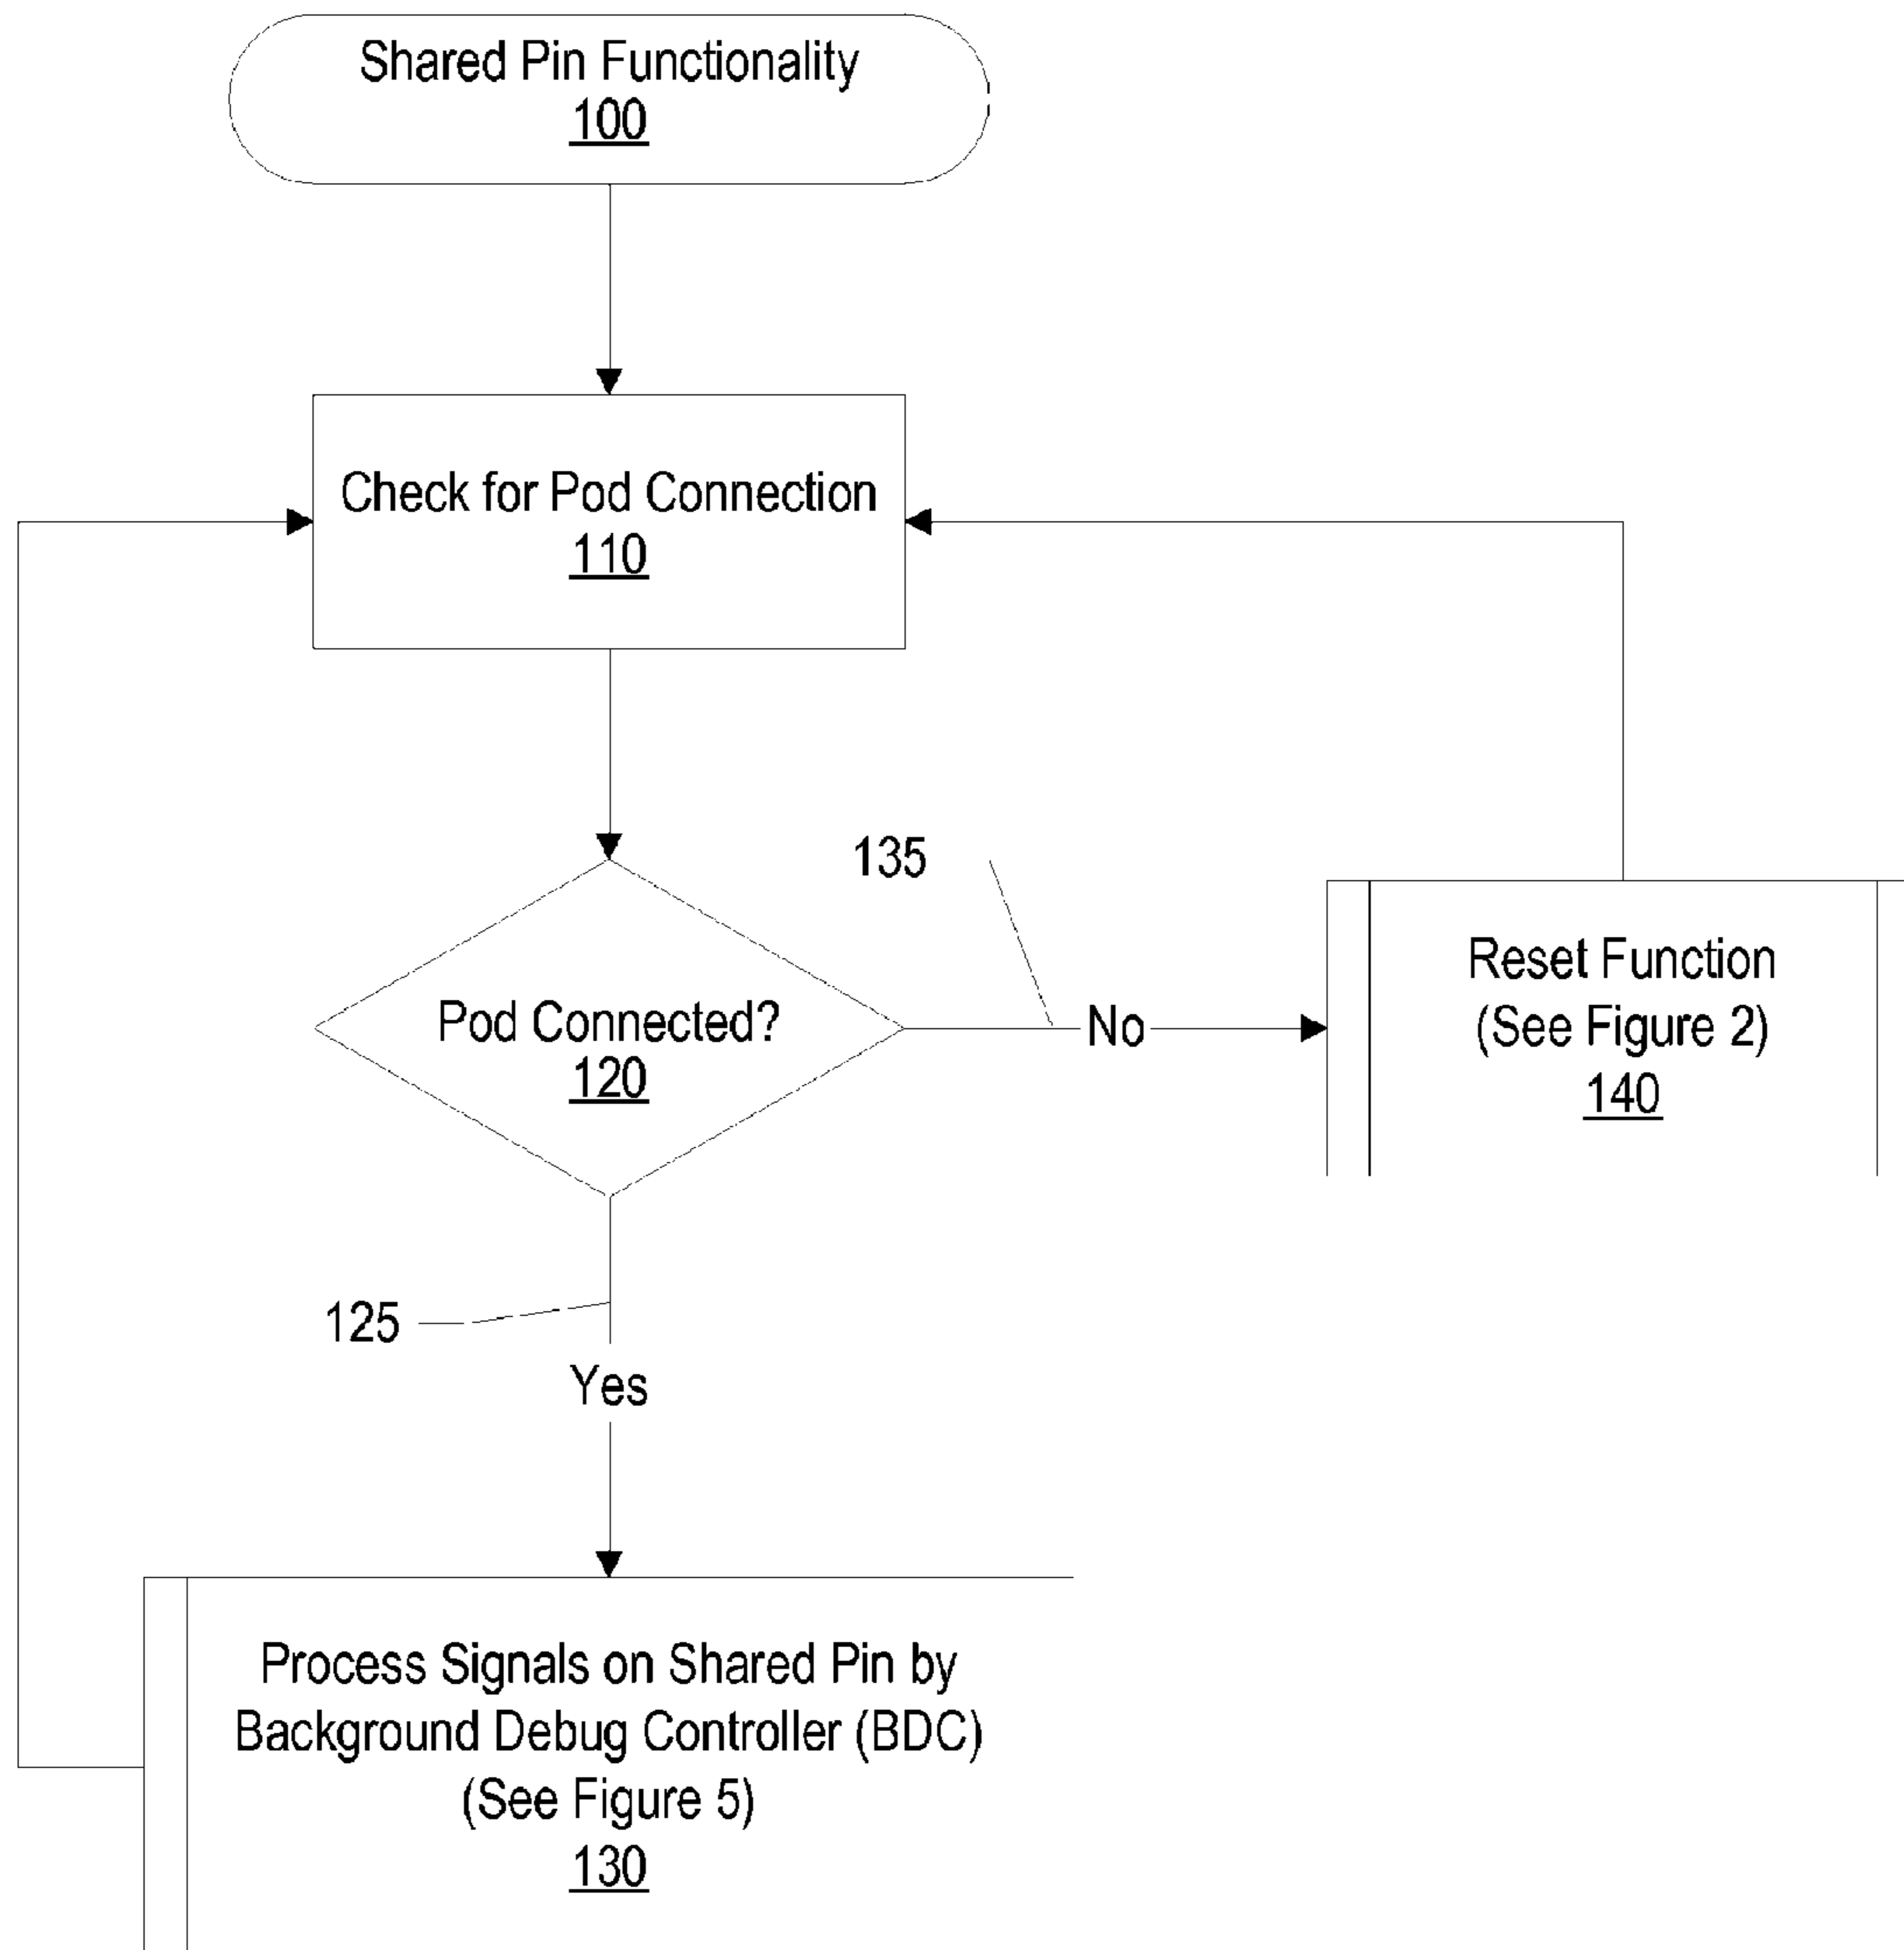 Shared Pin Functionality
100
Check for Pod Connection
110
135
Pod Connected?
120
No
Reset Function
(See Figure 2)
140
125
Yes
Process Signals on Shared Pin by
Background Debug Controller (BDC)
(See Figure 5)
130